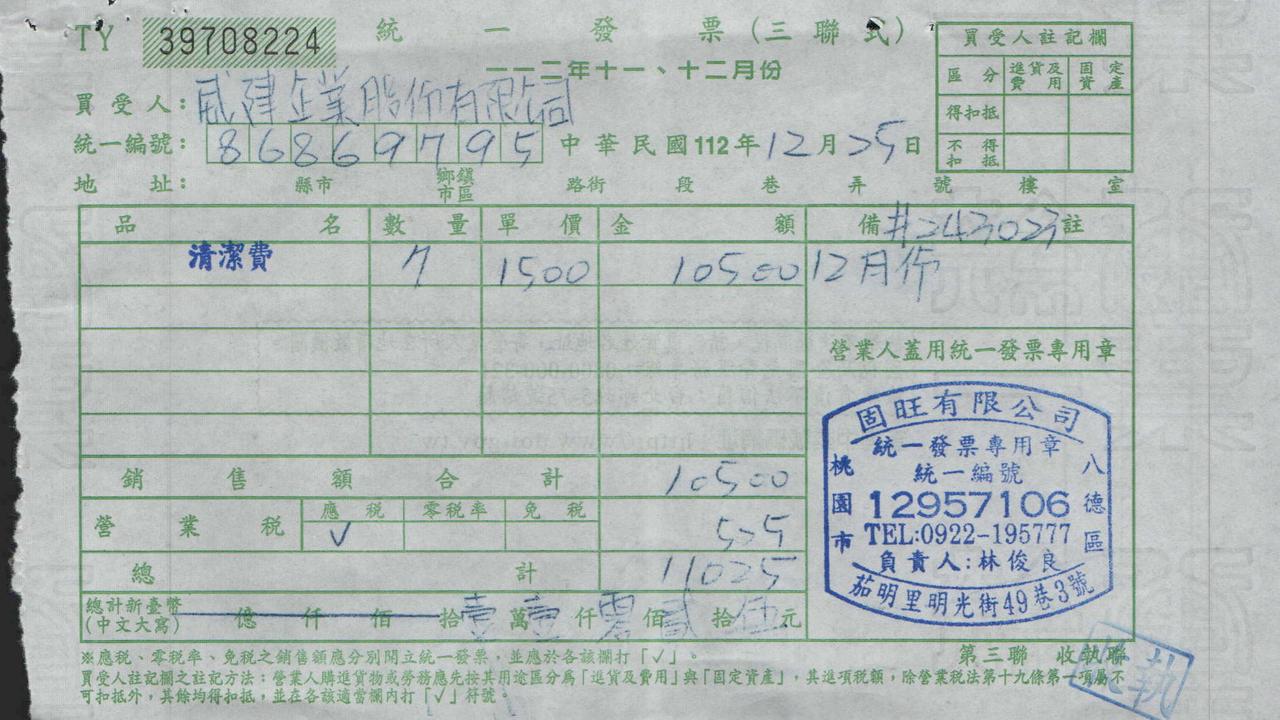 TY 39708224 統一發票(三聯式)
一一二年十一、十二月份
買受人註記欄
區分 進貨及費用 固定資產
得扣抵
不得扣抵
買受人: 威建企業股份有限公司
統一編號: 86869795 中華民國112年12月25日
地址: 縣市 鄉鎮市區 路街 段 巷 弄 號 樓 室
品名 數量 單價 金額 備註 #243023
清潔費 7 1500 10500 12月份
營業人蓋用統一發票專用章
固旺有限公司
統一發票專用章
統一編號
12957106
TEL:0922-195777
負責人:林俊良
桃園市
八德區
茄明里明光街49巷3號
銷售額合計 10500
營業稅 應稅 √ 零稅率 免稅 525
總計 11025
總計新臺幣(中文大寫) 億 仟 佰 拾壹萬壹仟零佰貳拾伍元
※應稅、零稅率、免稅之銷售額應分別開立統一發票,並應於各該欄打「√」。
第三聯 收執聯
買受人註記欄之註記方法:營業人購進貨物或勞務應先按其用途區分為「進貨及費用」與「固定資產」,其進項稅額,除營業稅法第十九條第一項屬不
可扣抵外,其餘均得扣抵,並在各該適當欄內打「√」符號。
收執